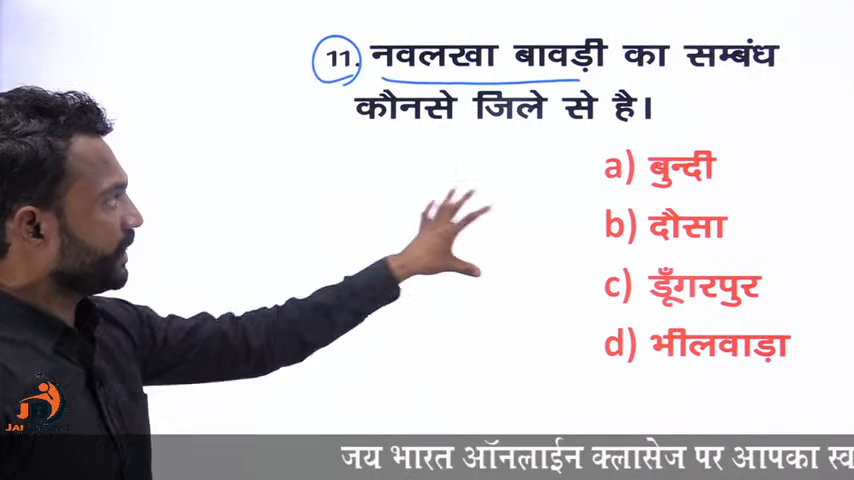 11. नवलखा बावड़ी का सम्बंध
कौनसे जिले से है।
a) बुन्दी
b) दौसा
c) डूँगरपुर
d) भीलवाड़ा
जय भारत ऑनलाईन क्लासेज पर आपका स्व